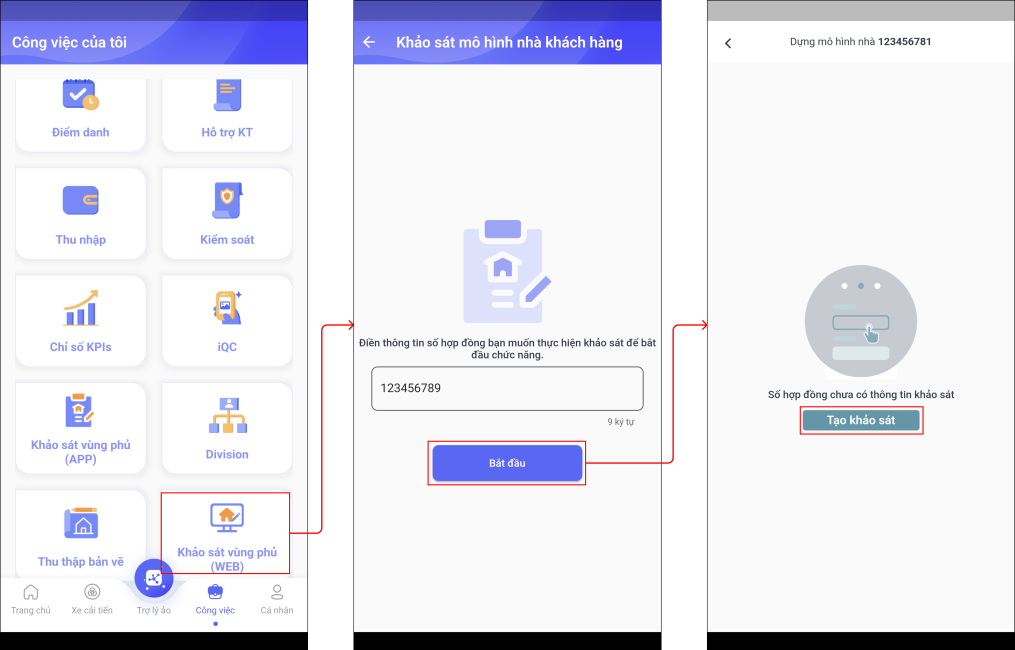 Công việc của tôi
Điểm danh
Hỗ trợ KT
Thu nhập
Kiểm soát
Chỉ số KPIs
iQC
Khảo sát vùng phủ
(APP)
Division
Thu thập bản vẽ
Khảo sát vùng phủ
(WEB)
Trang chủ
Xe cải tiến
Trợ lý ảo
Công việc
Cá nhân
Khảo sát mô hình nhà khách hàng
Điền thông tin số hợp đồng bạn muốn thực hiện khảo sát để bắt
đầu chức năng.
123456789
9 ký tự
Bắt đầu
Dựng mô hình nhà 123456781
Số hợp đồng chưa có thông tin khảo sát
Tạo khảo sát